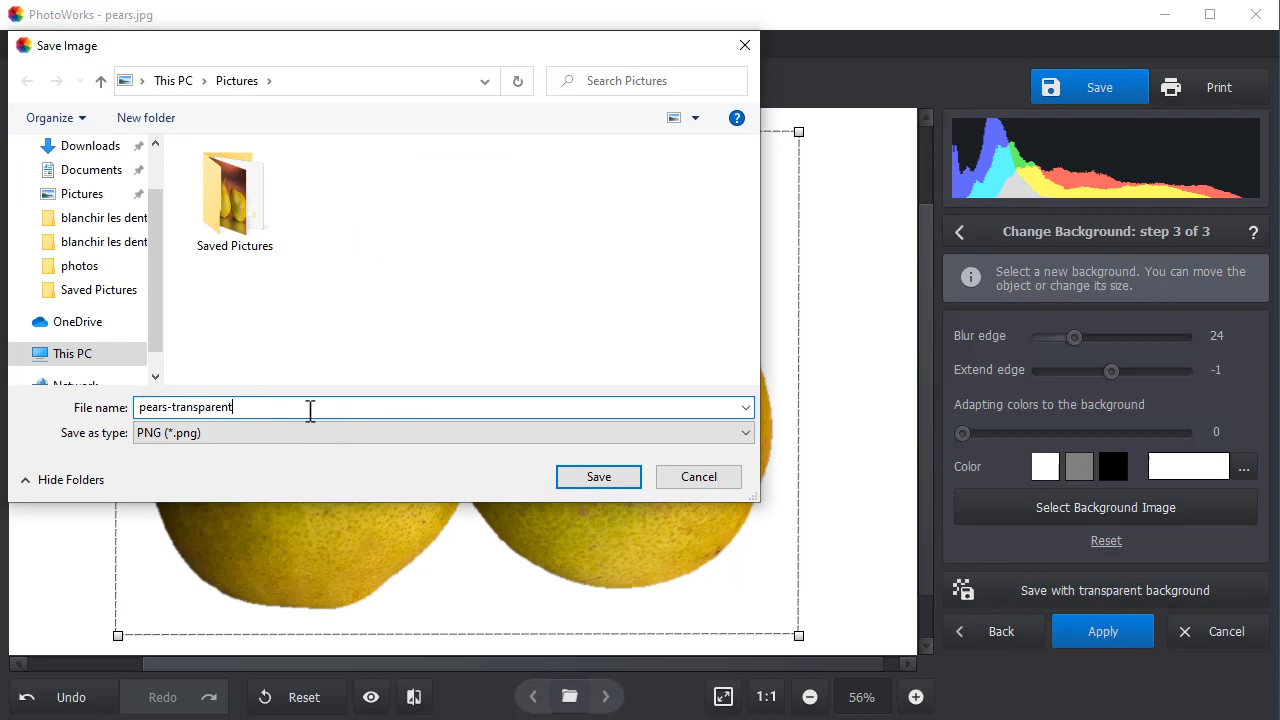 PhotoWorks - pears.jpg
Save Image
This PC
Pictures
Search Pictures
Organize
New folder
Downloads
Documents
Pictures
blanchir les dent
blanchir les dent
photos
Saved Pictures
OneDrive
This PC
Network
Saved Pictures
File name: pears-transparent
Save as type: PNG (*.png)
Hide Folders
Save
Cancel
Save
Print
Change Background: step 3 of 3
?
Select a new background. You can move the
object or change its size.
Blur edge 24
Extend edge -1
Adapting colors to the background
0
Color
...
Select Background Image
Reset
Save with transparent background
Back
Apply
Cancel
Undo
Redo
Reset
1:1
56%